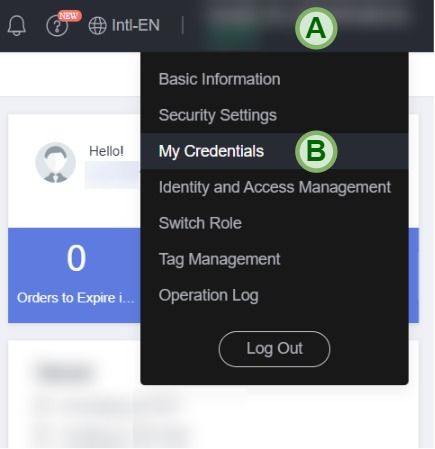 NEW
Intl-EN
A
Basic Information
Security Settings
Hello!
My Credentials
B
Identity and Access Management
Switch Role
0
Tag Management
Orders to Expire i...
Operation Log
Log Out